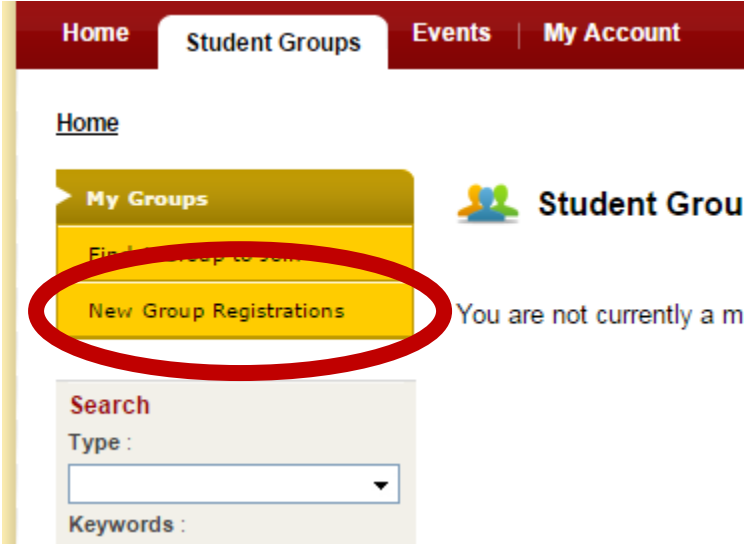 Home Student Groups Events | My Account
Home
My Groups
Student Grou
to
New Group Registrations
You are not currently a m
Search
Type :
Keywords :